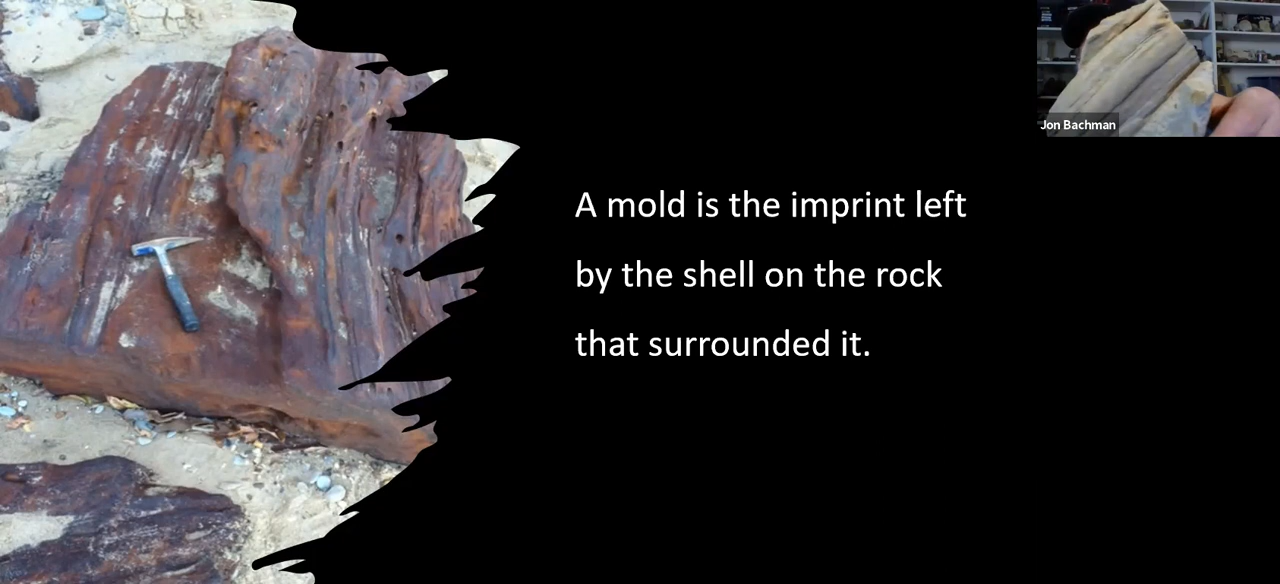 Jon Bachman
A mold is the imprint left
by the shell on the rock
that surrounded it.